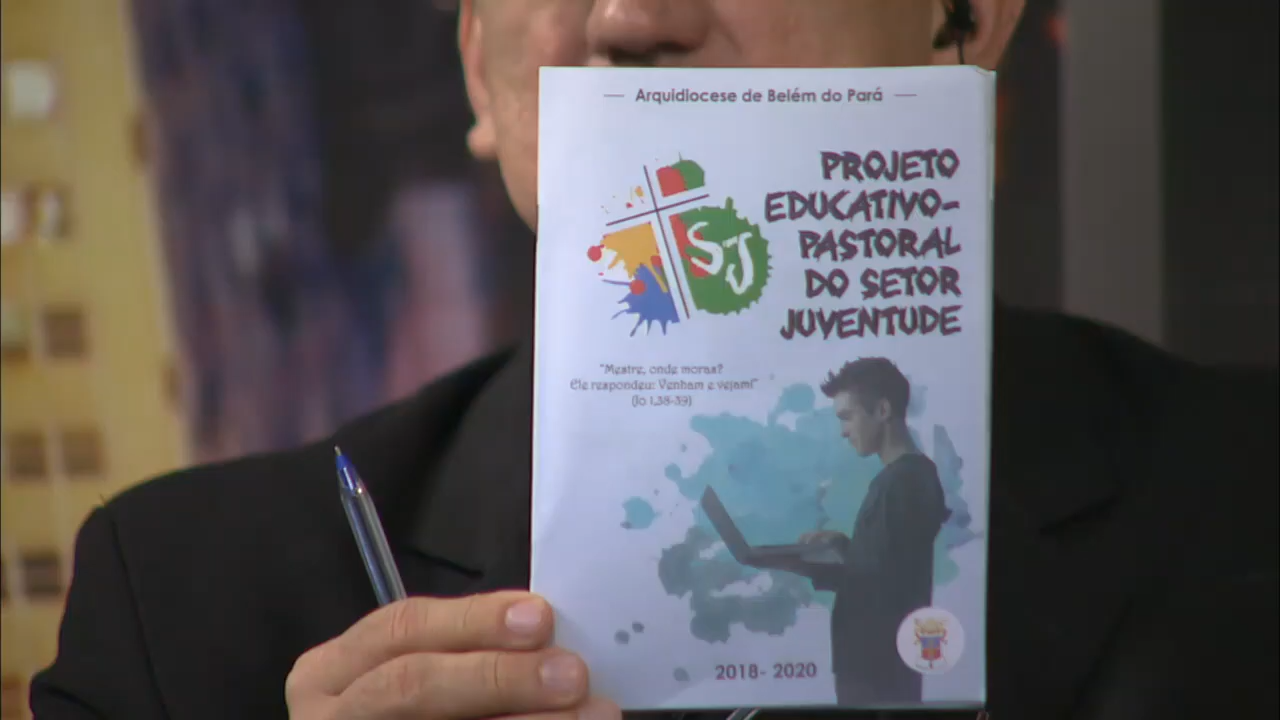 Arquidiocese de Belém do Pará
SJ
PROJETO
EDUCATIVO-
PASTORAL
DO SETOR
JUVENTUDE
"Mestre, onde moras?
Ele respondeu: Venham e vejam!"
(Jo 1,38-39)
2018- 2020